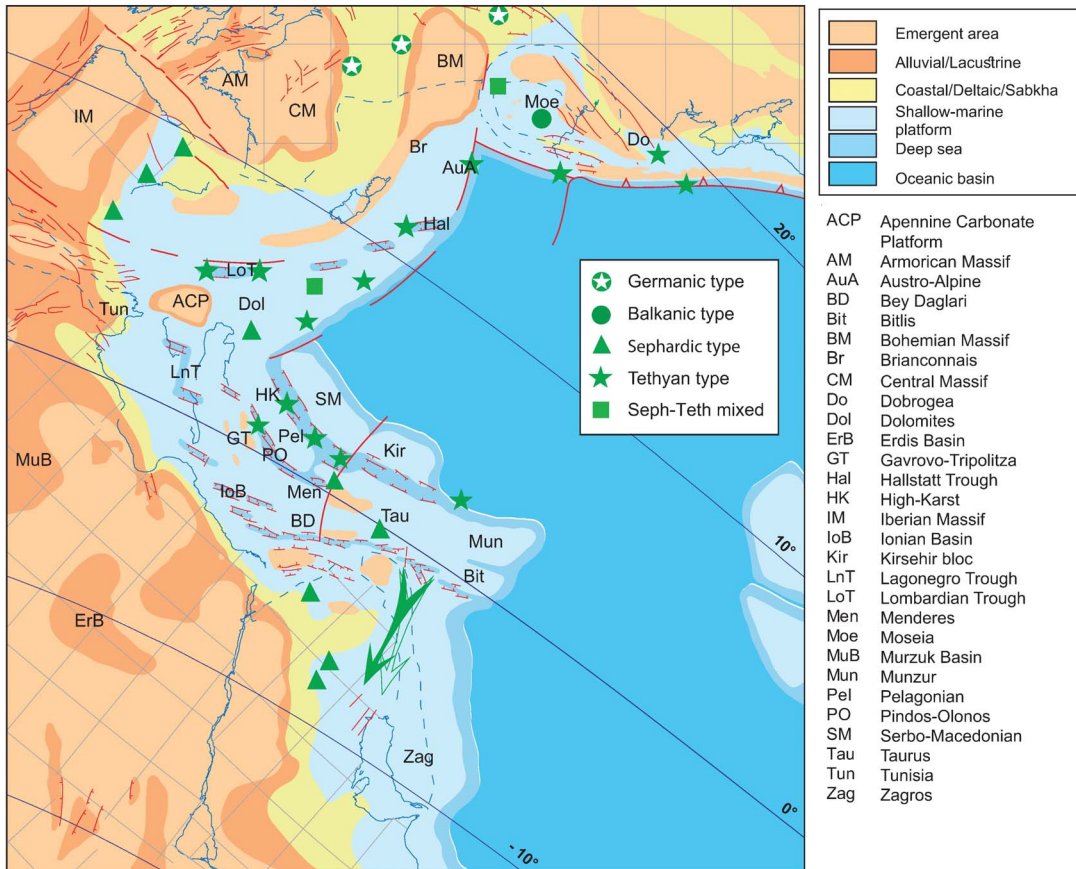 IM
AM
CM
BM
Moe
Do
Br
AuA
Hal
LoT
ACP
Dol
Tun
LnT
HK
SM
GT
Pel
PO
Kir
MuB
IoB
Men
BD
Tau
Mun
Bit
ErB
Zag
20°
10°
0°
- 10°
Germanic type
Balkanic type
Sephardic type
Tethyan type
Seph-Teth mixed
Emergent area
Alluvial/Lacustrine
Coastal/Deltaic/Sabkha
Shallow-marine
platform
Deep sea
Oceanic basin
ACP Apennine Carbonate
Platform
AM Armorican Massif
AuA Austro-Alpine
BD Bey Daglari
Bit Bitlis
BM Bohemian Massif
Br Brianconnais
CM Central Massif
Do Dobrogea
Dol Dolomites
ErB Erdis Basin
GT Gavrovo-Tripolitza
Hal Hallstatt Trough
HK High-Karst
IM Iberian Massif
IoB Ionian Basin
Kir Kirsehir bloc
LnT Lagonegro Trough
LoT Lombardian Trough
Men Menderes
Moe Moseia
MuB Murzuk Basin
Mun Munzur
Pel Pelagonian
PO Pindos-Olonos
SM Serbo-Macedonian
Tau Taurus
Tun Tunisia
Zag Zagros